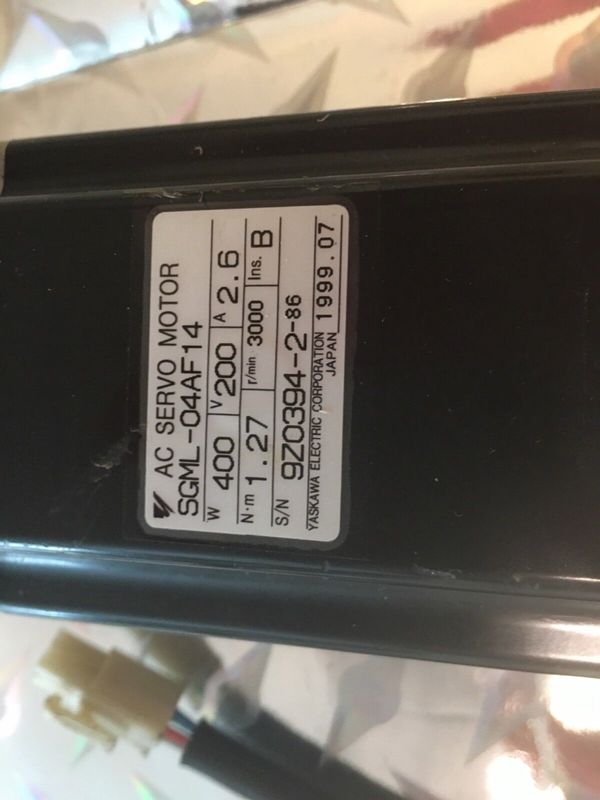 AC SERVO MOTOR
SGML-04AF14
W 400 V 200 A 2.6
N·m 1.27 r/min 3000 Ins. B
S/N 9Z0394-2-86
YASKAWA ELECTRIC CORPORATION
JAPAN 1999.07